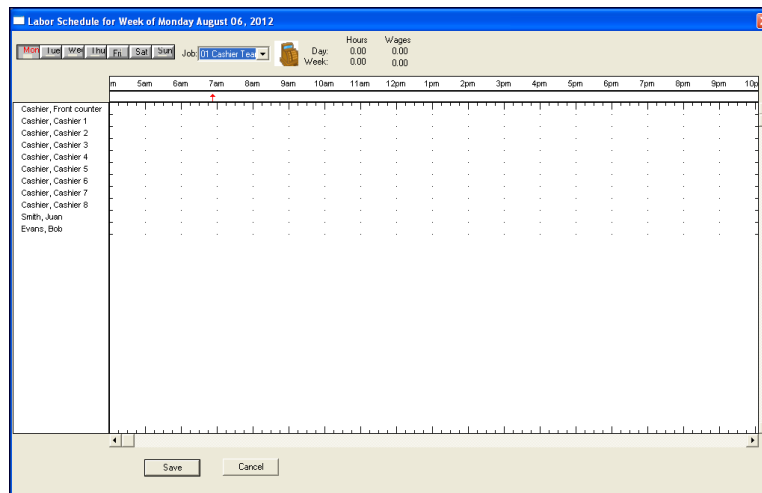 Labor Schedule for Week of Monday August 06, 2012
Hours Wages
Mon Tue Wed Thu Fri Sat Sun Job: 01 Cashier Tea Day: 0.00 0.00
Week: 0.00 0.00
m 5am 6am 7am 8am 9am 10am 11am 12pm 1pm 2pm 3pm 4pm 5pm 6pm 7pm 8pm 9pm 10p
Cashier, Front counter
Cashier, Cashier 1
Cashier, Cashier 2
Cashier, Cashier 3
Cashier, Cashier 4
Cashier, Cashier 5
Cashier, Cashier 6
Cashier, Cashier 7
Cashier, Cashier 8
Smith, Juan
Evans, Bob
Save Cancel